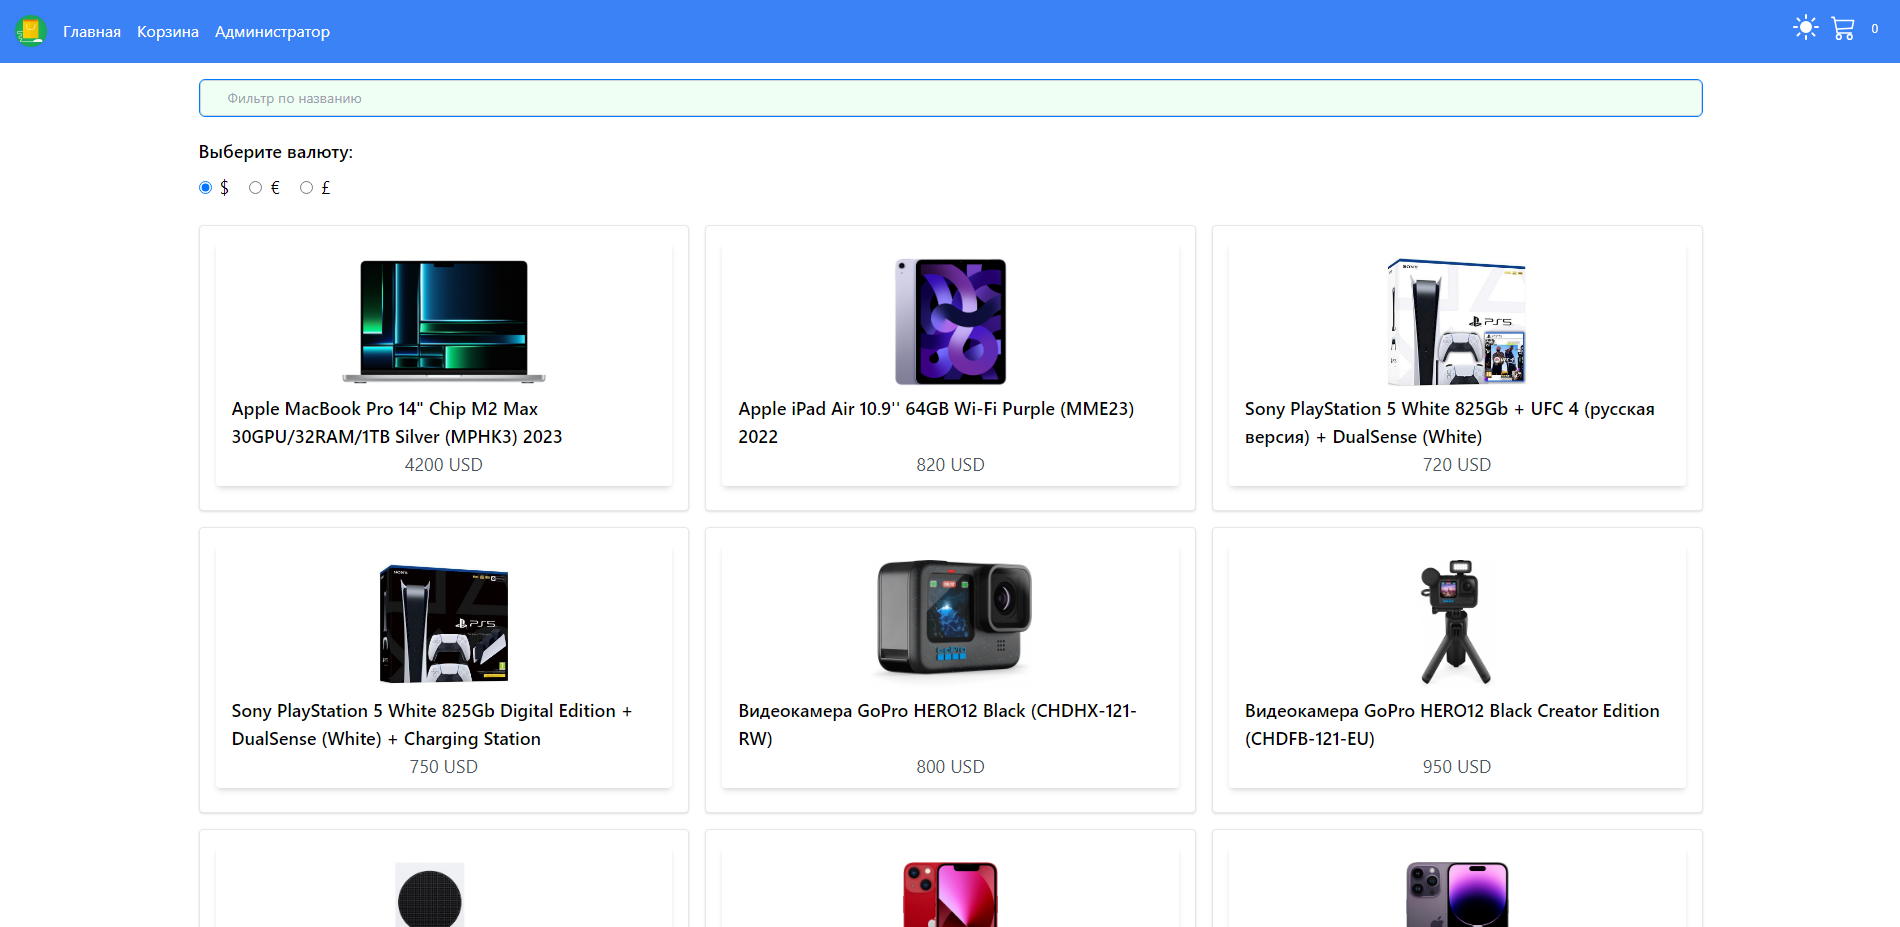 Главная Корзина Администратор 0
Фильтр по названию
Выберите валюту:
$ € £
Apple MacBook Pro 14" Chip M2 Max
30GPU/32RAM/1TB Silver (MPHK3) 2023
4200 USD
Apple iPad Air 10.9'' 64GB Wi-Fi Purple (MME23)
2022
820 USD
SONY
PS5
Sony PlayStation 5 White 825Gb + UFC 4 (русская
версия) + DualSense (White)
720 USD
SONY
PS5
Sony PlayStation 5 White 825Gb Digital Edition +
DualSense (White) + Charging Station
750 USD
Видеокамера GoPro HERO12 Black (CHDHX-121-
RW)
800 USD
Видеокамера GoPro HERO12 Black Creator Edition
(CHDFB-121-EU)
950 USD